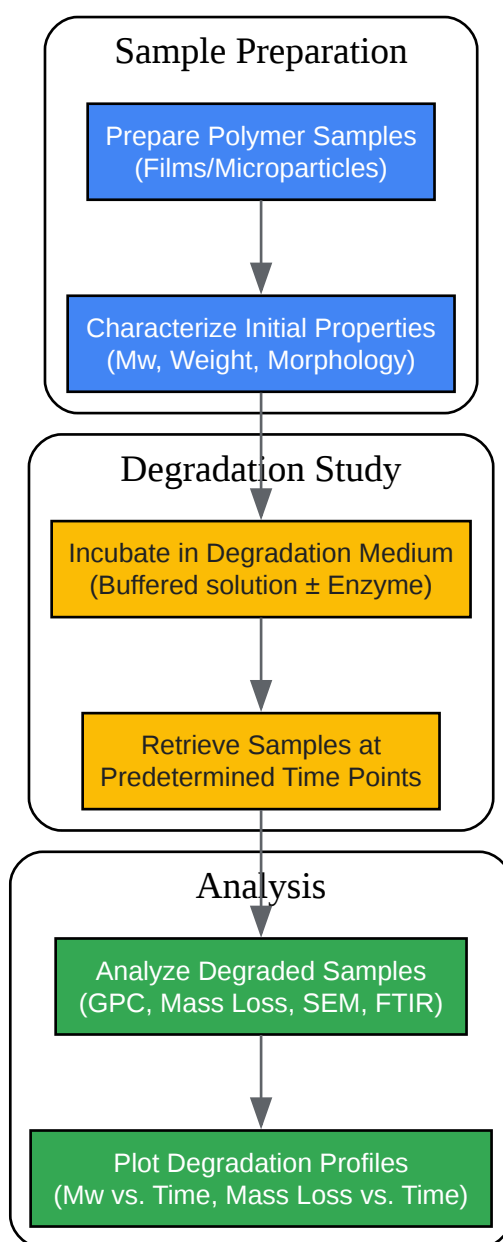 Sample Preparation
Prepare Polymer Samples
(Films/Microparticles)
Characterize Initial Properties
(Mw, Weight, Morphology)
Degradation Study
Incubate in Degradation Medium
(Buffered solution ± Enzyme)
Retrieve Samples at
Predetermined Time Points
Analysis
Analyze Degraded Samples
(GPC, Mass Loss, SEM, FTIR)
Plot Degradation Profiles
(Mw vs. Time, Mass Loss vs. Time)